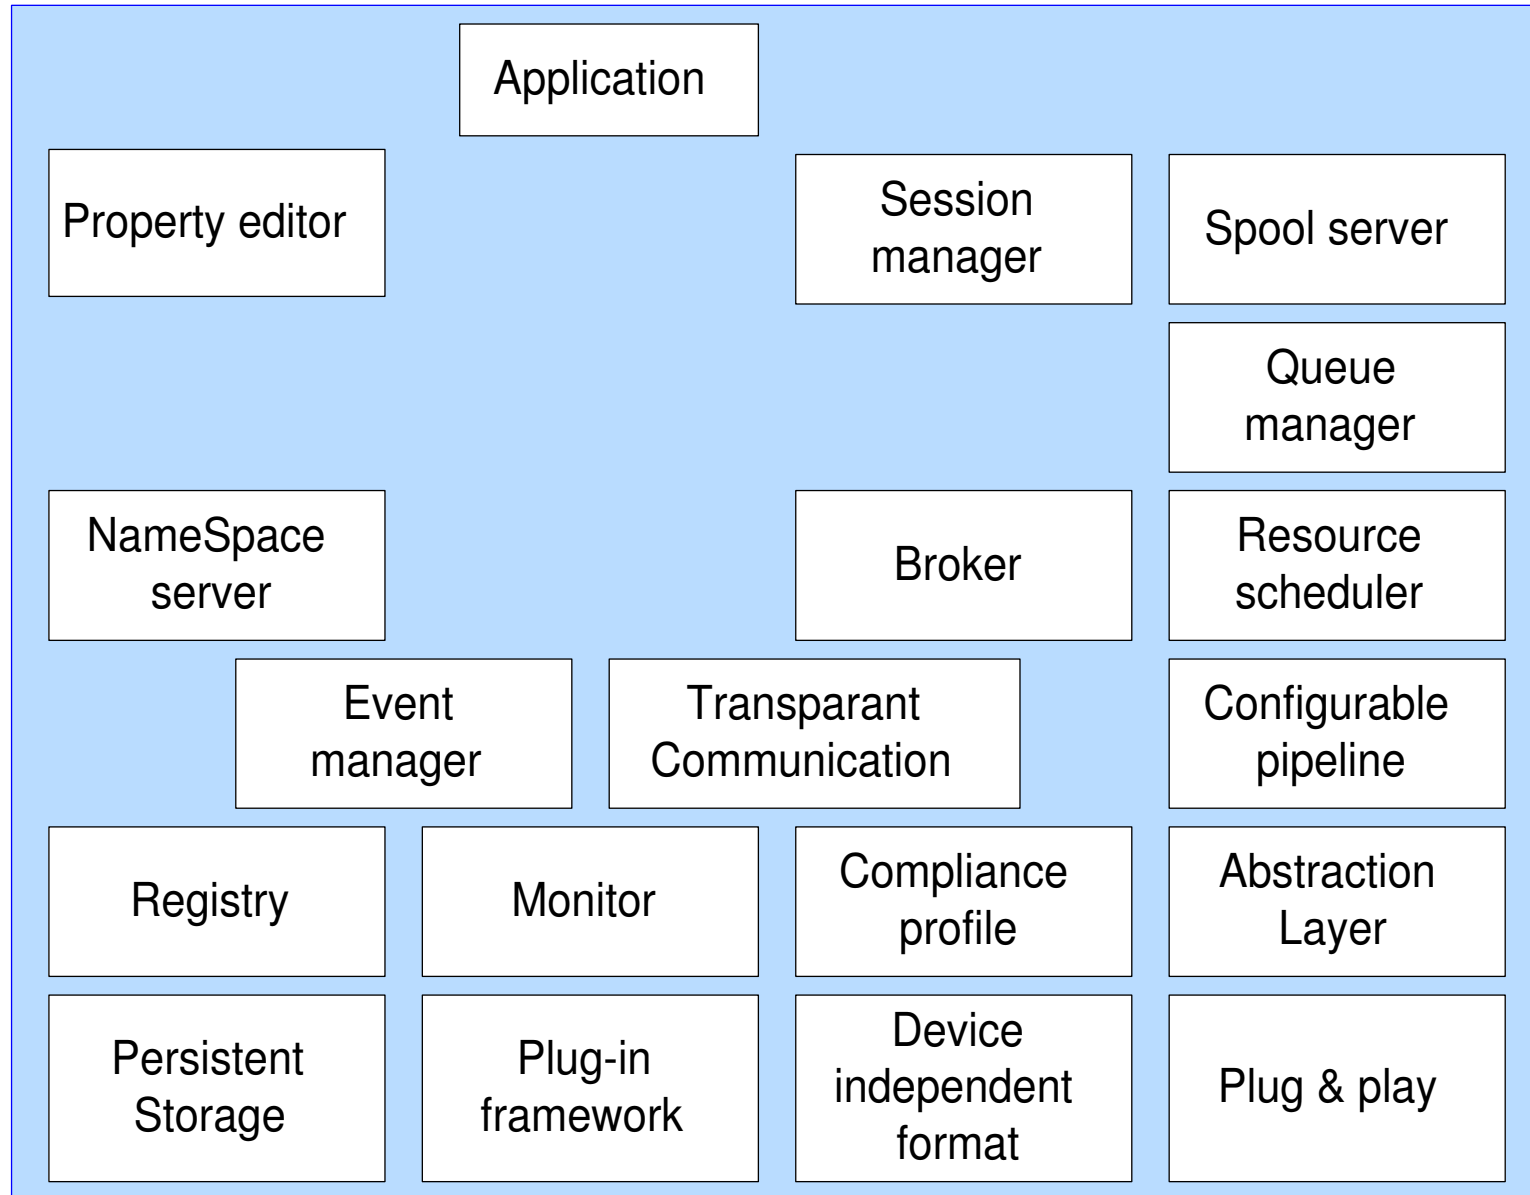 Application
Property editor
Session
manager
Spool server
Queue
manager
NameSpace
server
Broker
Resource
scheduler
Event
manager
Transparant
Communication
Configurable
pipeline
Registry
Monitor
Compliance
profile
Abstraction
Layer
Persistent
Storage
Plug-in
framework
Device
independent
format
Plug & play